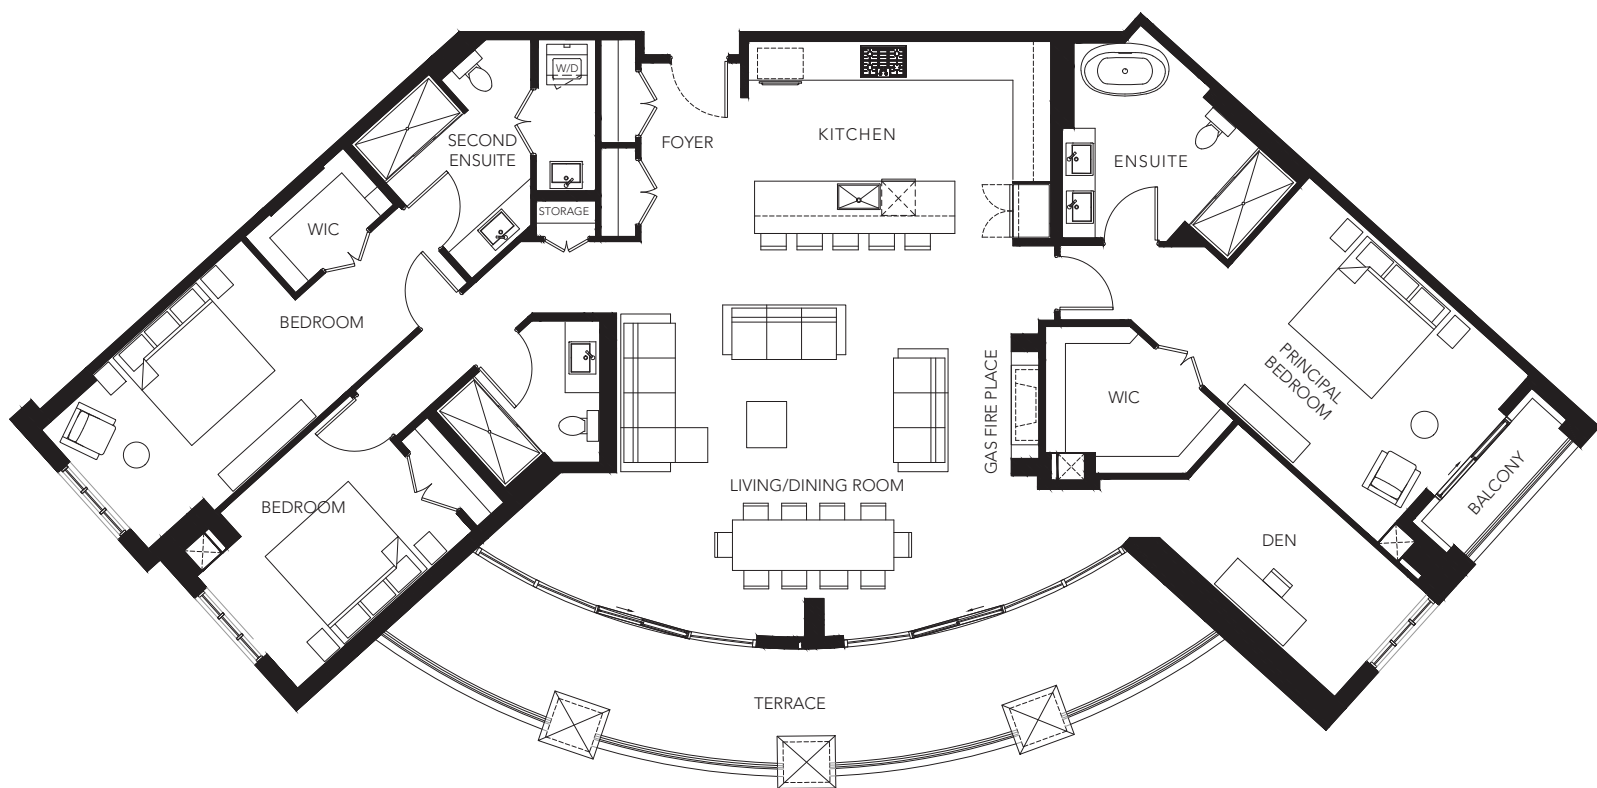 W/D
SECOND
ENSUITE
FOYER
KITCHEN
ENSUITE
STORAGE
WIC
BEDROOM
GAS FIRE PLACE
WIC
PRINCIPAL
BEDROOM
LIVING/DINING ROOM
BEDROOM
BALCONY
DEN
TERRACE